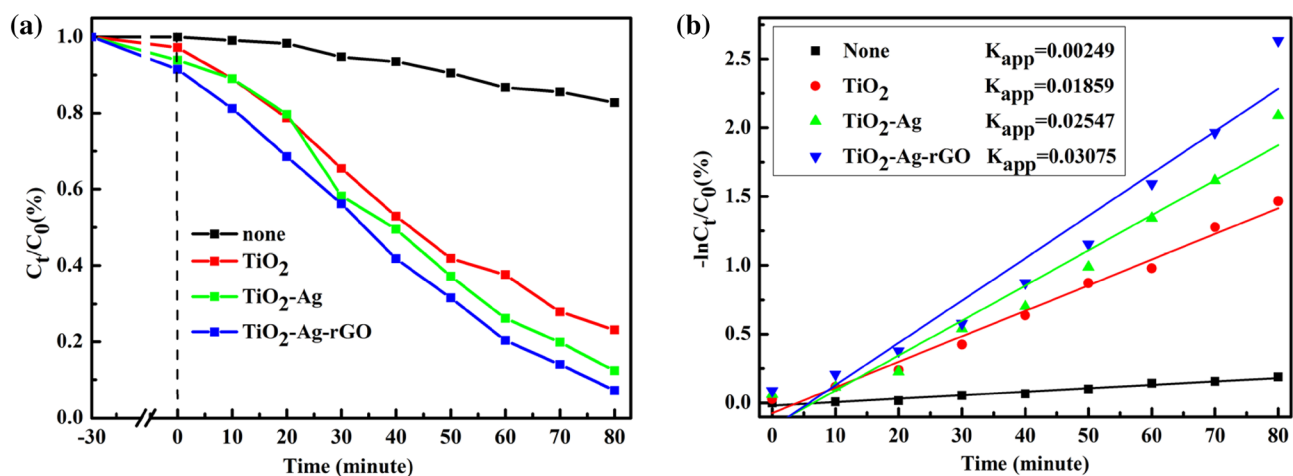 (a)
1.0
0.8
0.6
0.4
0.2
0.0
Ct/C0(%)
none
TiO2
TiO2-Ag
TiO2-Ag-rGO
-30 0 10 20 30 40 50 60 70 80
Time (minute)
(b)
2.5
2.0
1.5
1.0
0.5
0.0
-lnCt/C0(%)
None Kapp=0.00249
TiO2 Kapp=0.01859
TiO2-Ag Kapp=0.02547
TiO2-Ag-rGO Kapp=0.03075
0 10 20 30 40 50 60 70 80
Time (minute)